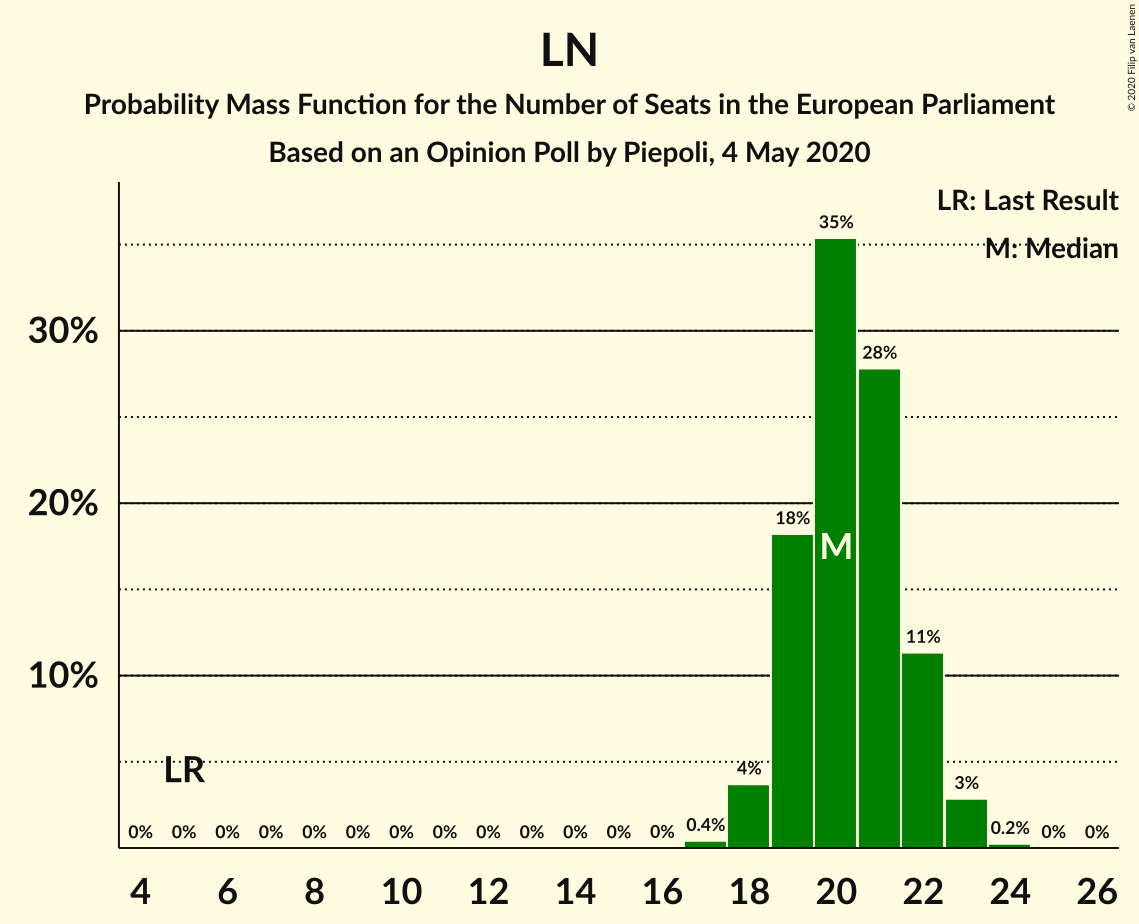 LN
Probability Mass Function for the Number of Seats in the European Parliament
Based on an Opinion Poll by Piepoli, 4 May 2020
© 2020 Filip van Laenen
LR: Last Result
M: Median
35%
30%
28%
20%
18%
M
11%
10%
LR
4%
3%
0% 0% 0% 0% 0% 0% 0% 0% 0% 0% 0% 0% 0% 0.4% 0.2% 0% 0%
4 6 8 10 12 14 16 18 20 22 24 26